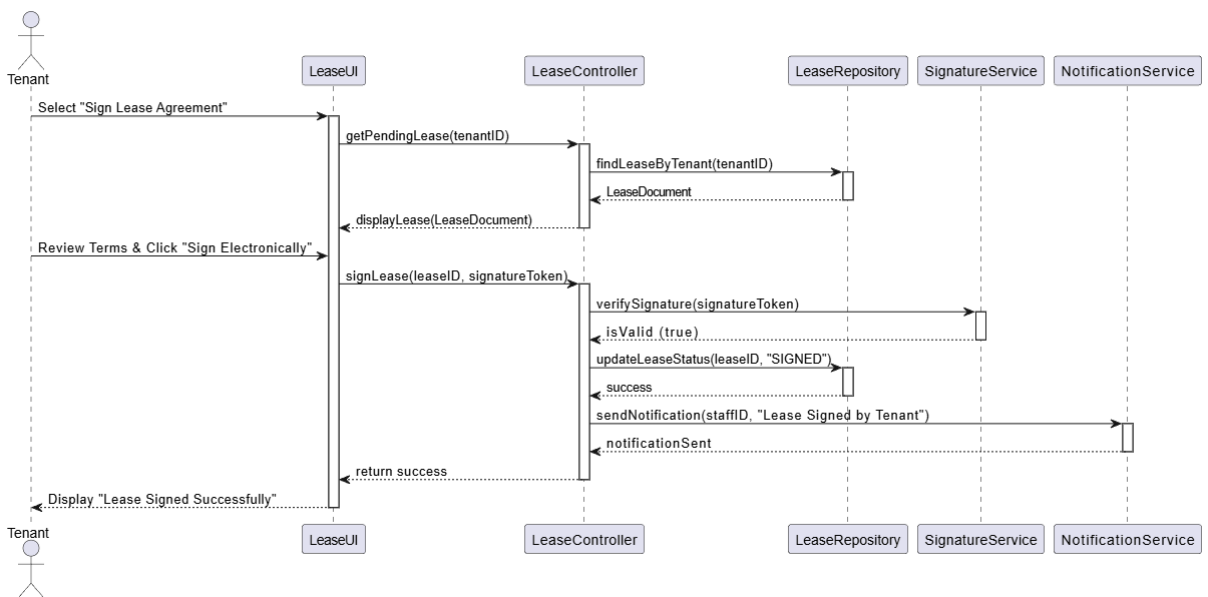 Tenant
LeaseUI
LeaseController
LeaseRepository
SignatureService
NotificationService
Select "Sign Lease Agreement"
getPendingLease(tenantID)
findLeaseByTenant(tenantID)
LeaseDocument
displayLease(LeaseDocument)
Review Terms & Click "Sign Electronically"
signLease(leaseID, signatureToken)
verifySignature(signatureToken)
isValid (true)
updateLeaseStatus(leaseID, "SIGNED")
success
sendNotification(staffID, "Lease Signed by Tenant")
notificationSent
return success
Display "Lease Signed Successfully"
Tenant
LeaseUI
LeaseController
LeaseRepository
SignatureService
NotificationService